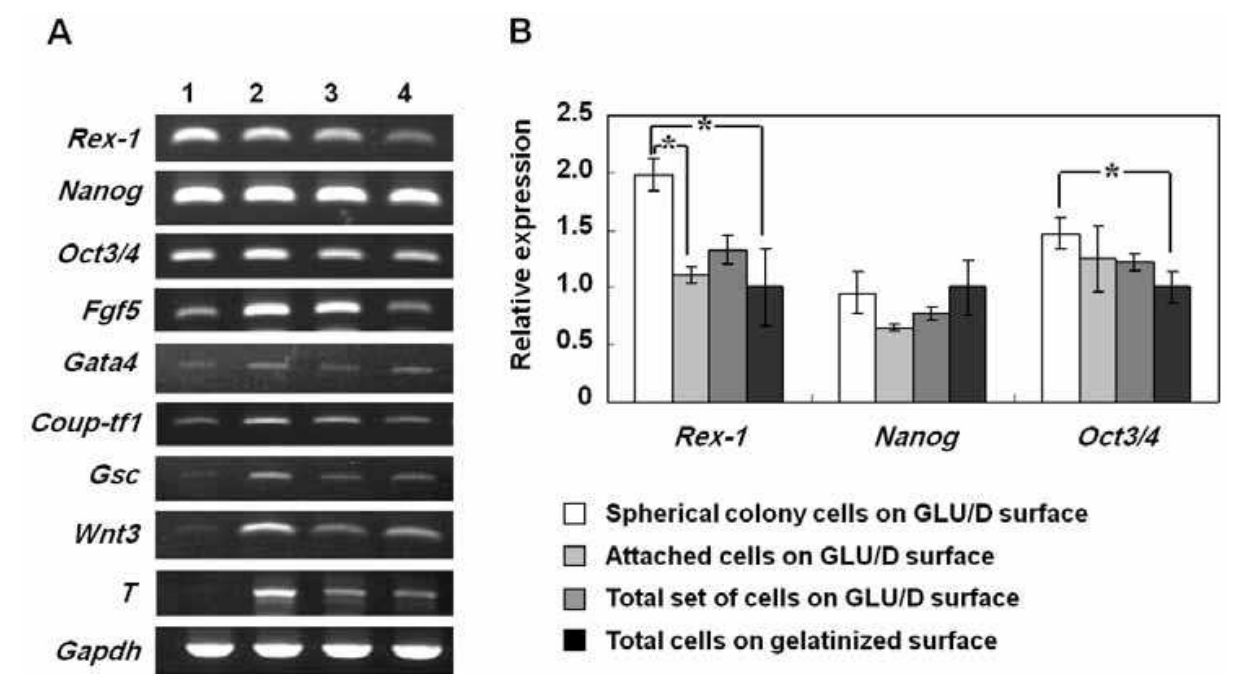 A
1 2 3 4
Rex-1
Nanog
Oct3/4
Fgf5
Gata4
Coup-tf1
Gsc
Wnt3
T
Gapdh
B
Relative expression
2.5
2.0
1.5
1.0
0.5
0
* *
*
Rex-1 Nanog Oct3/4
Spherical colony cells on GLU/D surface
Attached cells on GLU/D surface
Total set of cells on GLU/D surface
Total cells on gelatinized surface